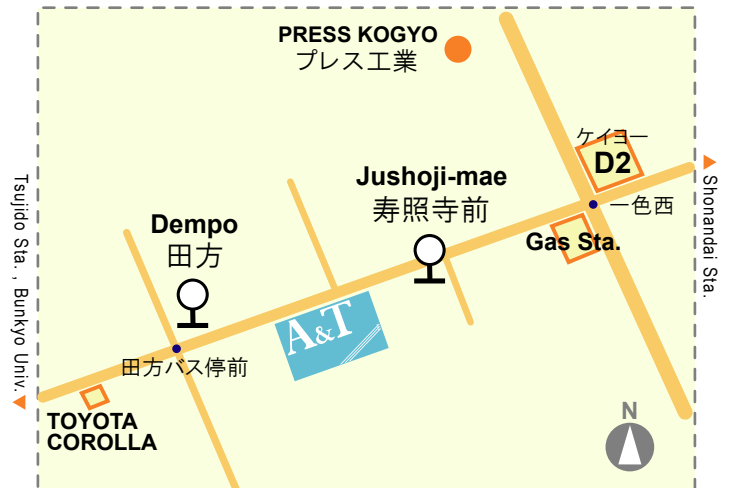 PRESS KOGYO
プレス工業
ケイヨー
D2
Jushoji-mae
寿照寺前
一色西
Gas Sta.
Dempo
田方
A&T
田方バス停前
TOYOTA
COROLLA
N
Tsujido Sta. , Bunkyo Univ.
Shonandai Sta.